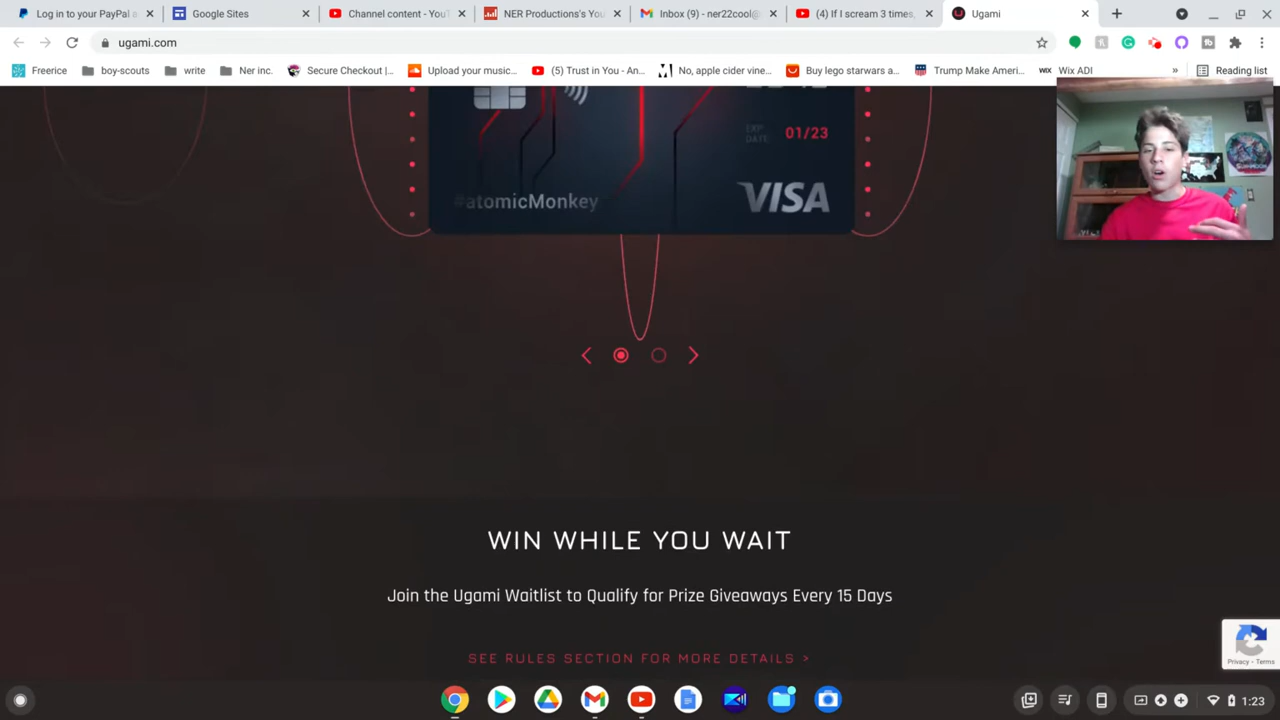 Log in to your PayPal a
Google Sites
Channel content - YouT
NER Productions's You
Inbox (9) - ner22cool@
(4) If I scream 3 times,
Ugami
ugami.com
Freerice
boy-scouts
write
Ner inc.
Secure Checkout |...
Upload your music...
(5) Trust in You - An...
No, apple cider vine...
Buy lego starwars a...
Trump Make Ameri...
WIX Wix ADI
»
Reading list
EXP
DATE 01/23
#atomicMonkey
VISA
WIN WHILE YOU WAIT
Join the Ugami Waitlist to Qualify for Prize Giveaways Every 15 Days
SEE RULES SECTION FOR MORE DETAILS >
Privacy - Terms
1:23